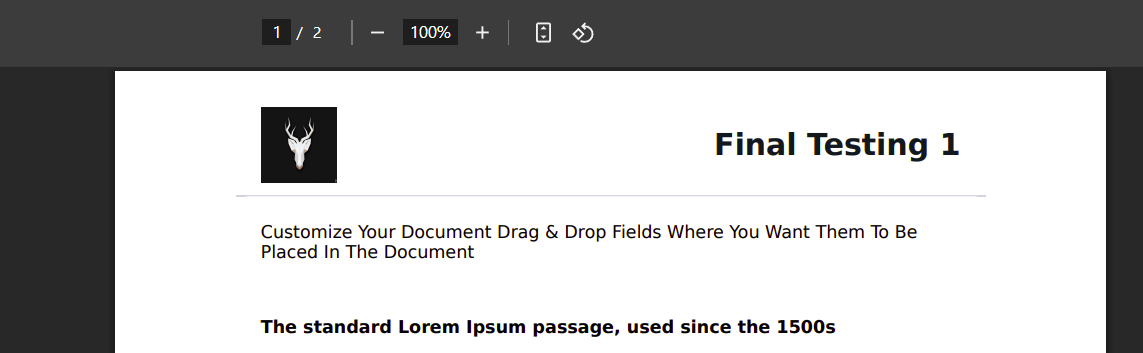 1 / 2 − 100% +
Final Testing 1
Customize Your Document Drag & Drop Fields Where You Want Them To Be
Placed In The Document
The standard Lorem Ipsum passage, used since the 1500s